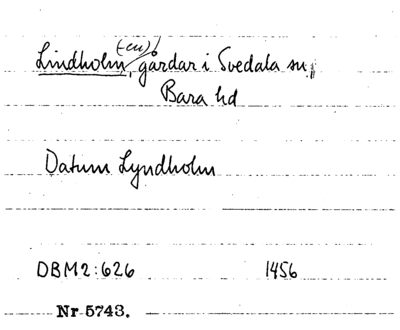 Lindholm(-en), gårdar i Svedala sn,
Bara hd
Datum Lyndholm
DBM2:626 1456
Nr 5743.